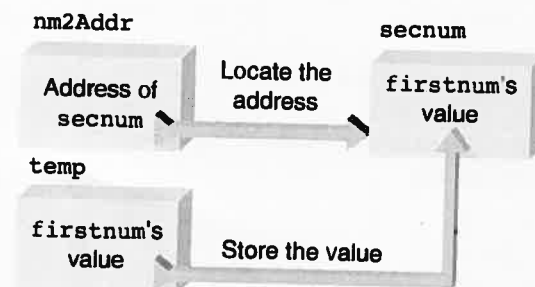 nm2Addr
secnum
Address of
secnum
Locate the
address
firstnum's
value
temp
firstnum's
value
Store the value